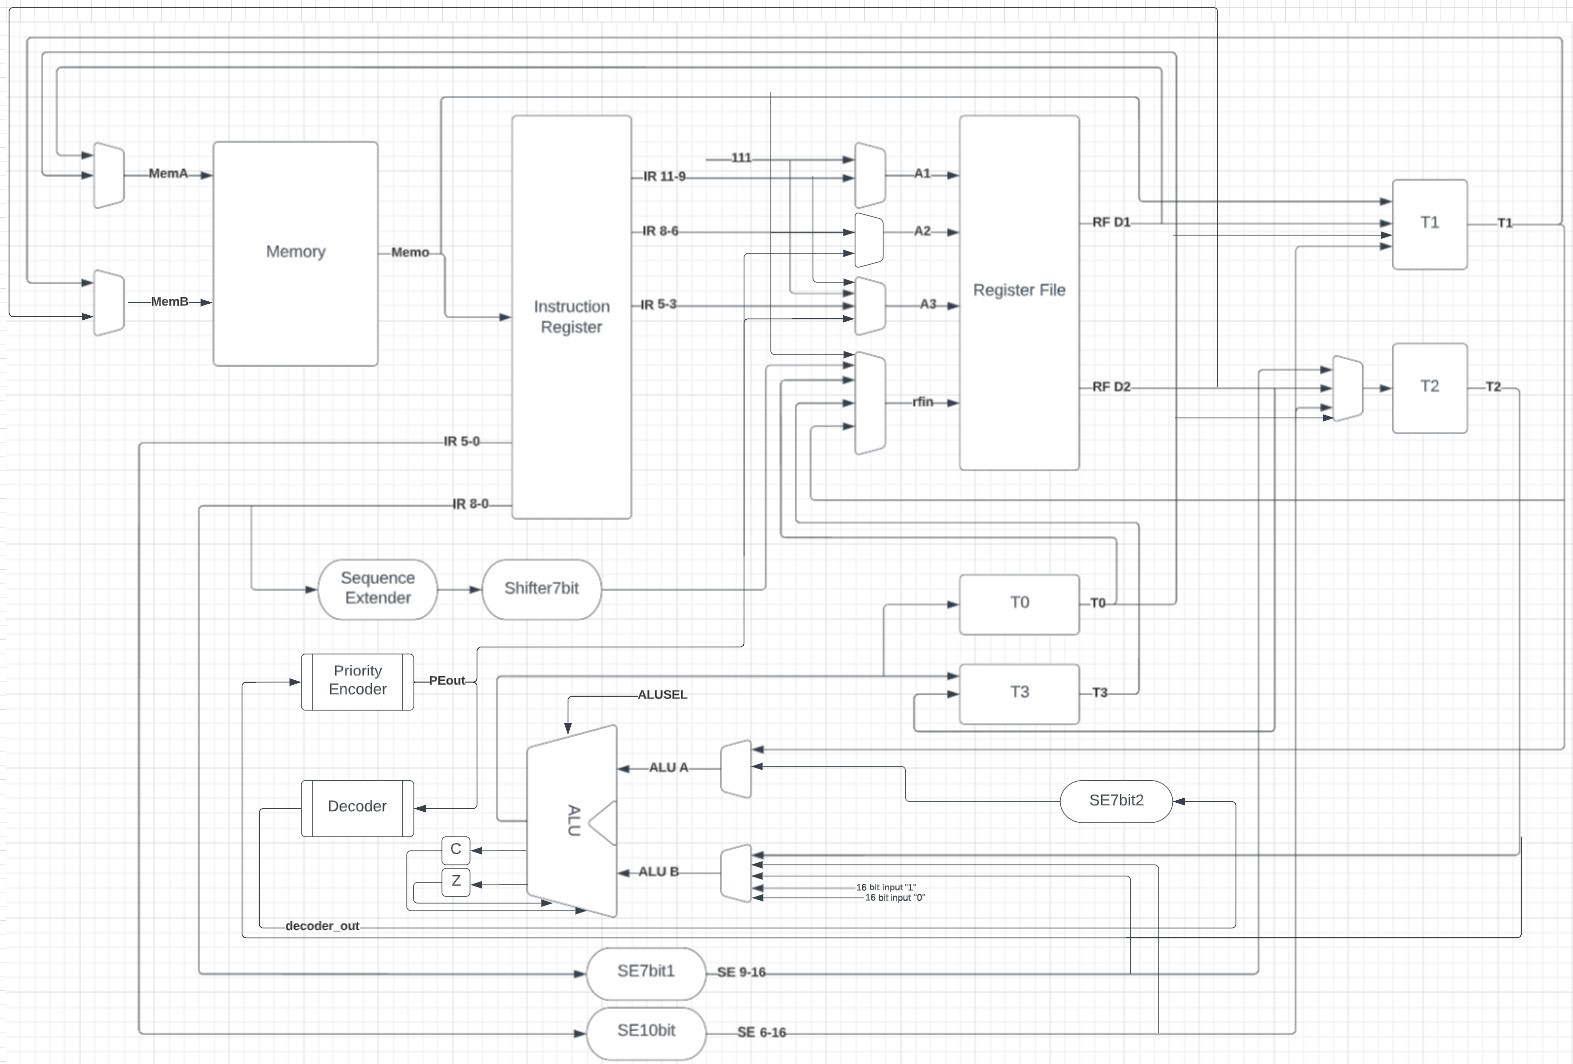 111
MemA
IR 11-9
A1
IR 8-6
A2
RF D1
T1
T1
Memory
Memo
Register File
Instruction
Register
IR 5-3
A3
MemB
RF D2
T2
T2
rfin
IR 5-0
IR 8-0
Sequence
Extender
Shifter7bit
T0
T0
Priority
Encoder
PEout
ALUSEL
T3
T3
ALU A
SE7bit2
Decoder
ALU
C
ALU B
Z
16 bit input "1"
16 bit input "0"
decoder_out
SE7bit1
SE 9-16
SE10bit
SE 6-16